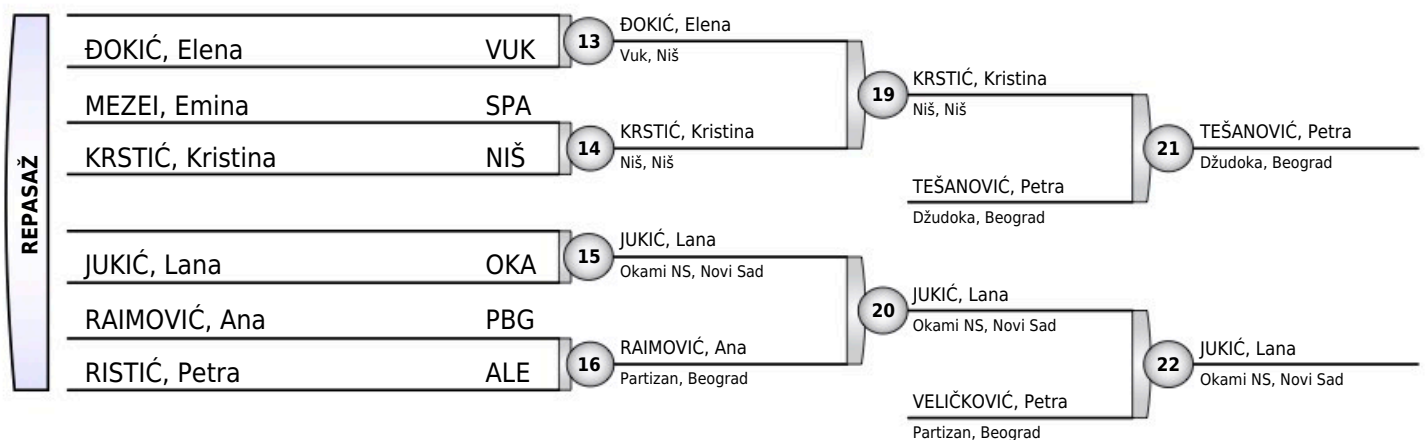 REPASAŽ
ĐOKIĆ, Elena VUK
MEZEI, Emina SPA
KRSTIĆ, Kristina NIŠ
JUKIĆ, Lana OKA
RAIMOVIĆ, Ana PBG
RISTIĆ, Petra ALE
13
ĐOKIĆ, Elena
Vuk, Niš
14
KRSTIĆ, Kristina
Niš, Niš
15
JUKIĆ, Lana
Okami NS, Novi Sad
16
RAIMOVIĆ, Ana
Partizan, Beograd
19
KRSTIĆ, Kristina
Niš, Niš
TEŠANOVIĆ, Petra
Džudoka, Beograd
20
JUKIĆ, Lana
Okami NS, Novi Sad
VELIČKOVIĆ, Petra
Partizan, Beograd
21
TEŠANOVIĆ, Petra
Džudoka, Beograd
22
JUKIĆ, Lana
Okami NS, Novi Sad